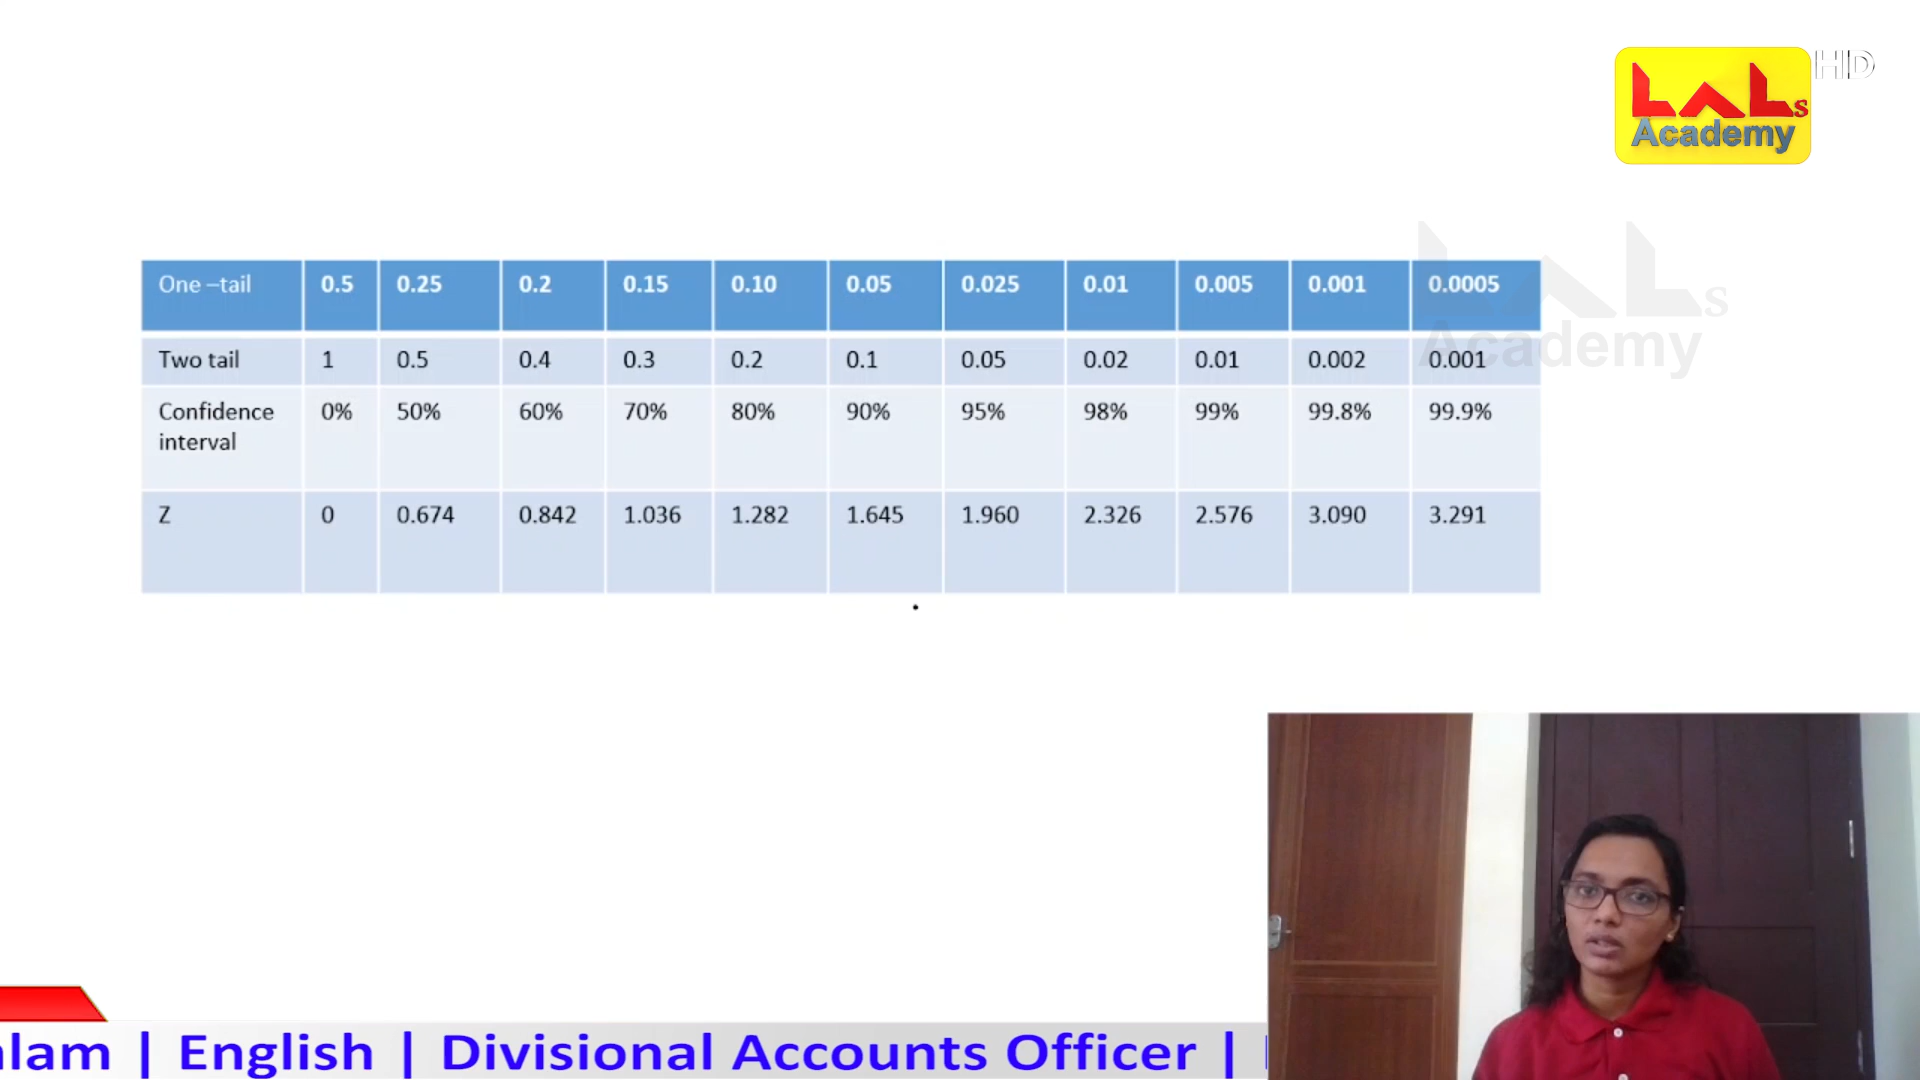 LALs
Academy
HD
LALs
Academy
One –tail 0.5 0.25 0.2 0.15 0.10 0.05 0.025 0.01 0.005 0.001 0.0005
Two tail 1 0.5 0.4 0.3 0.2 0.1 0.05 0.02 0.01 0.002 0.001
Confidence interval 0% 50% 60% 70% 80% 90% 95% 98% 99% 99.8% 99.9%
Z 0 0.674 0.842 1.036 1.282 1.645 1.960 2.326 2.576 3.090 3.291
lam | English | Divisional Accounts Officer |